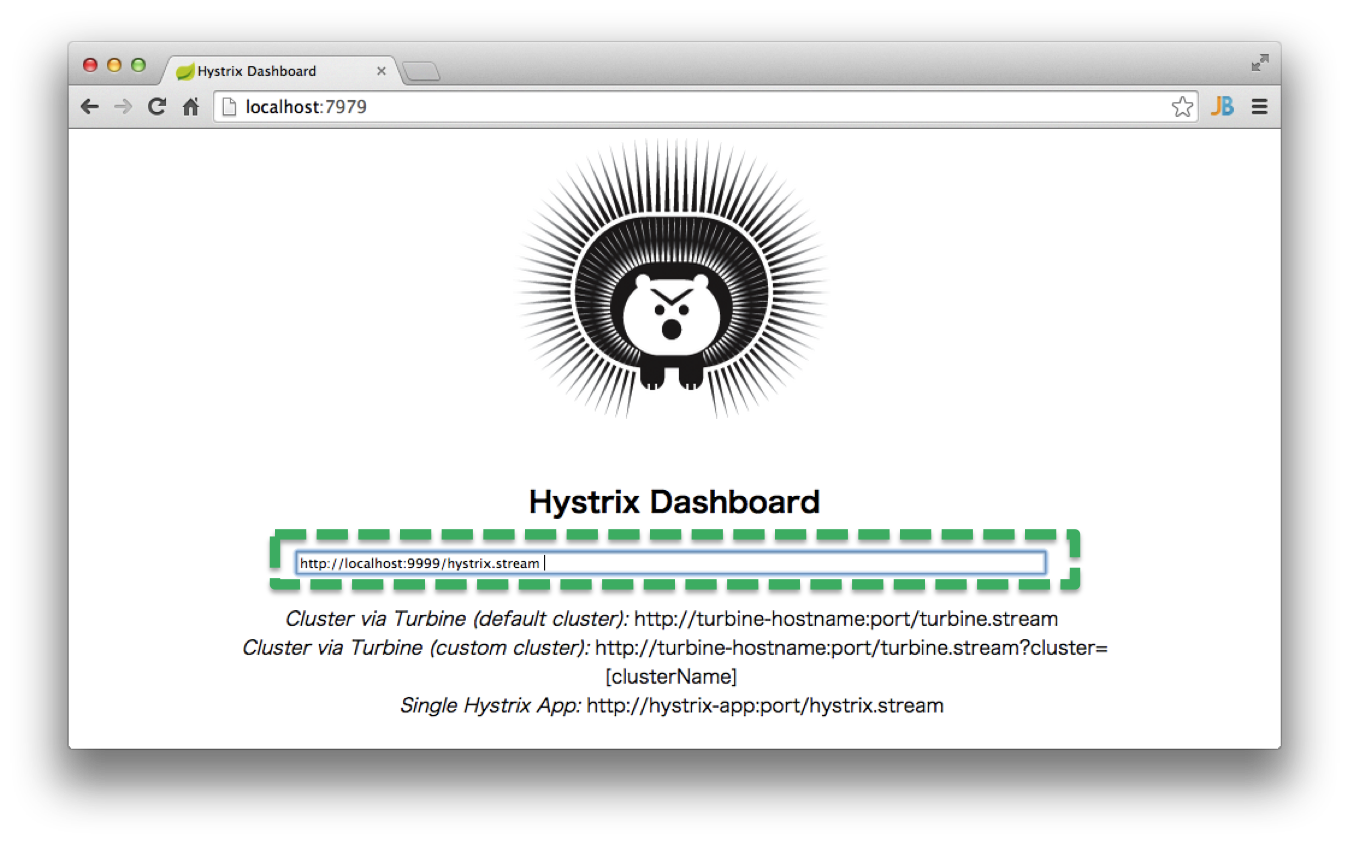 Hystrix Dashboard
localhost:7979
JB
Hystrix Dashboard
http://localhost:9999/hystrix.stream
Cluster via Turbine (default cluster): http://turbine-hostname:port/turbine.stream
Cluster via Turbine (custom cluster): http://turbine-hostname:port/turbine.stream?cluster=
[clusterName]
Single Hystrix App: http://hystrix-app:port/hystrix.stream